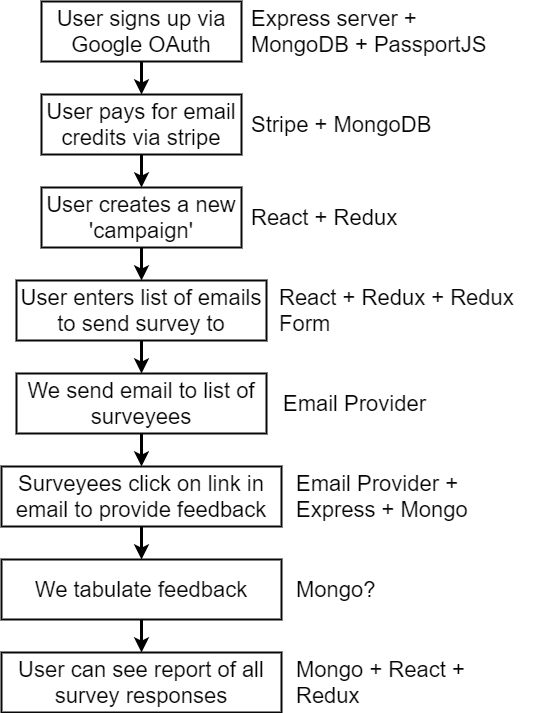 User signs up via
Google OAuth
Express server +
MongoDB + PassportJS
User pays for email
credits via stripe
Stripe + MongoDB
User creates a new
'campaign'
React + Redux
User enters list of emails
to send survey to
React + Redux + Redux
Form
We send email to list of
surveyees
Email Provider
Surveyees click on link in
email to provide feedback
Email Provider +
Express + Mongo
We tabulate feedback
Mongo?
User can see report of all
survey responses
Mongo + React +
Redux